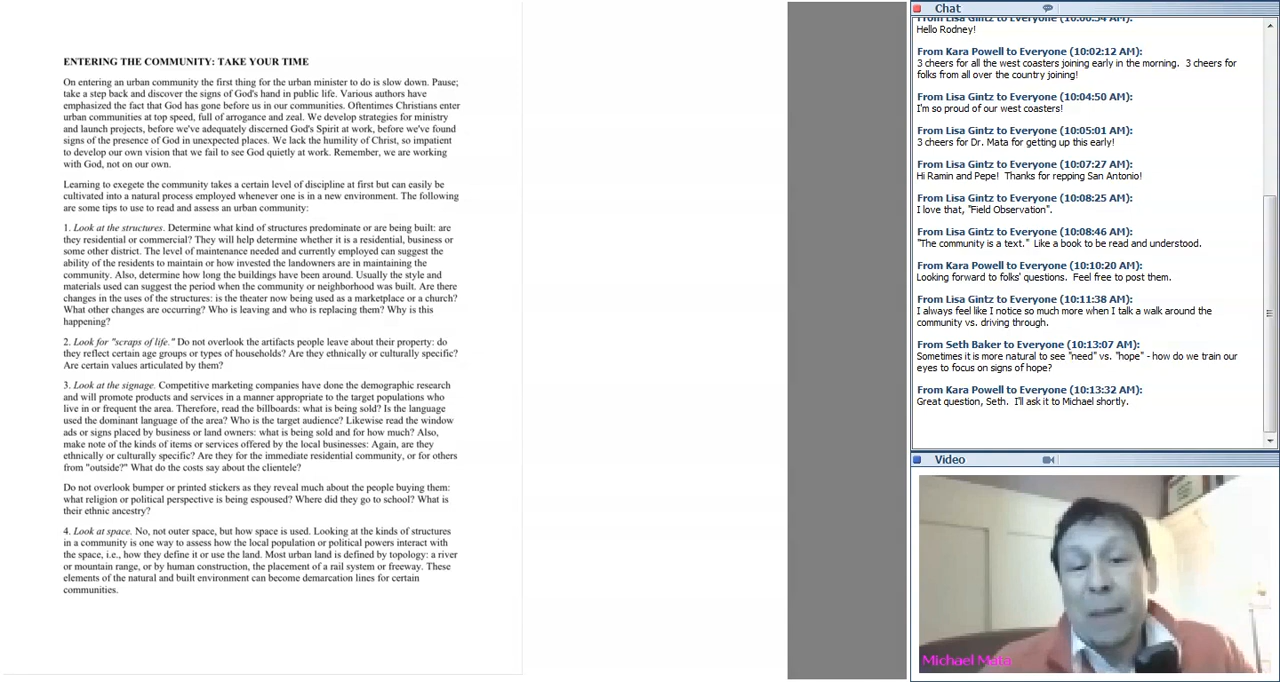 ENTERING THE COMMUNITY: TAKE YOUR TIME
On entering an urban community the first thing for the urban minister to do is slow down. Pause;
take a step back and discover the signs of God's hand in public life. Various authors have
emphasized the fact that God has gone before us in our communities. Oftentimes Christians enter
urban communities at top speed, full of arrogance and zeal. We develop strategies for ministry
and launch projects, before we've adequately discerned God's Spirit at work, before we've found
signs of the presence of God in unexpected places. We lack the humility of Christ, so impatient
to develop our own vision that we fail to see God quietly at work. Remember, we are working
with God, not on our own.
Learning to exegete the community takes a certain level of discipline at first but can easily be
cultivated into a natural process employed whenever one is in a new environment. The following
are some tips to use to read and assess an urban community:
1. Look at the structures. Determine what kind of structures predominate or are being built: are
they residential or commercial? They will help determine whether it is a residential, business or
some other district. The level of maintenance needed and currently employed can suggest the
ability of the residents to maintain or how invested the landowners are in maintaining the
community. Also, determine how long the buildings have been around. Usually the style and
materials used can suggest the period when the community or neighborhood was built. Are there
changes in the uses of the structures: is the theater now being used as a marketplace or a church?
What other changes are occurring? Who is leaving and who is replacing them? Why is this
happening?
2. Look for "scraps of life." Do not overlook the artifacts people leave about their property: do
they reflect certain age groups or types of households? Are they ethnically or culturally specific?
Are certain values articulated by them?
3. Look at the signage. Competitive marketing companies have done the demographic research
and will promote products and services in a manner appropriate to the target populations who
live in or frequent the area. Therefore, read the billboards: what is being sold? Is the language
used the dominant language of the area? Who is the target audience? Likewise read the window
ads or signs placed by business or land owners: what is being sold and for how much? Also,
make note of the kinds of items or services offered by the local businesses: Again, are they
ethnically or culturally specific? Are they for the immediate residential community, or for others
from "outside?" What do the costs say about the clientele?
Do not overlook bumper or printed stickers as they reveal much about the people buying them:
what religion or political perspective is being espoused? Where did they go to school? What is
their ethnic ancestry?
4. Look at space. No, not outer space, but how space is used. Looking at the kinds of structures
in a community is one way to assess how the local population or political powers interact with
the space, i.e., how they define it or use the land. Most urban land is defined by topology: a river
or mountain range, or by human construction, the placement of a rail system or freeway. These
elements of the natural and built environment can become demarcation lines for certain
communities.
Chat
From Lisa Gintz to Everyone (10:00:54 AM):
Hello Rodney!
From Kara Powell to Everyone (10:02:12 AM):
3 cheers for all the west coasters joining early in the morning. 3 cheers for
folks from all over the country joining!
From Lisa Gintz to Everyone (10:04:50 AM):
I'm so proud of our west coasters!
From Lisa Gintz to Everyone (10:05:01 AM):
3 cheers for Dr. Mata for getting up this early!
From Lisa Gintz to Everyone (10:07:27 AM):
Hi Ramin and Pepe! Thanks for repping San Antonio!
From Lisa Gintz to Everyone (10:08:25 AM):
I love that, "Field Observation".
From Lisa Gintz to Everyone (10:08:46 AM):
"The community is a text." Like a book to be read and understood.
From Kara Powell to Everyone (10:10:20 AM):
Looking forward to folks' questions. Feel free to post them.
From Lisa Gintz to Everyone (10:11:38 AM):
I always feel like I notice so much more when I talk a walk around the
community vs. driving through.
From Seth Baker to Everyone (10:13:07 AM):
Sometimes it is more natural to see "need" vs. "hope" - how do we train our
eyes to focus on signs of hope?
From Kara Powell to Everyone (10:13:32 AM):
Great question, Seth. I'll ask it to Michael shortly.
Video
Michael Mata